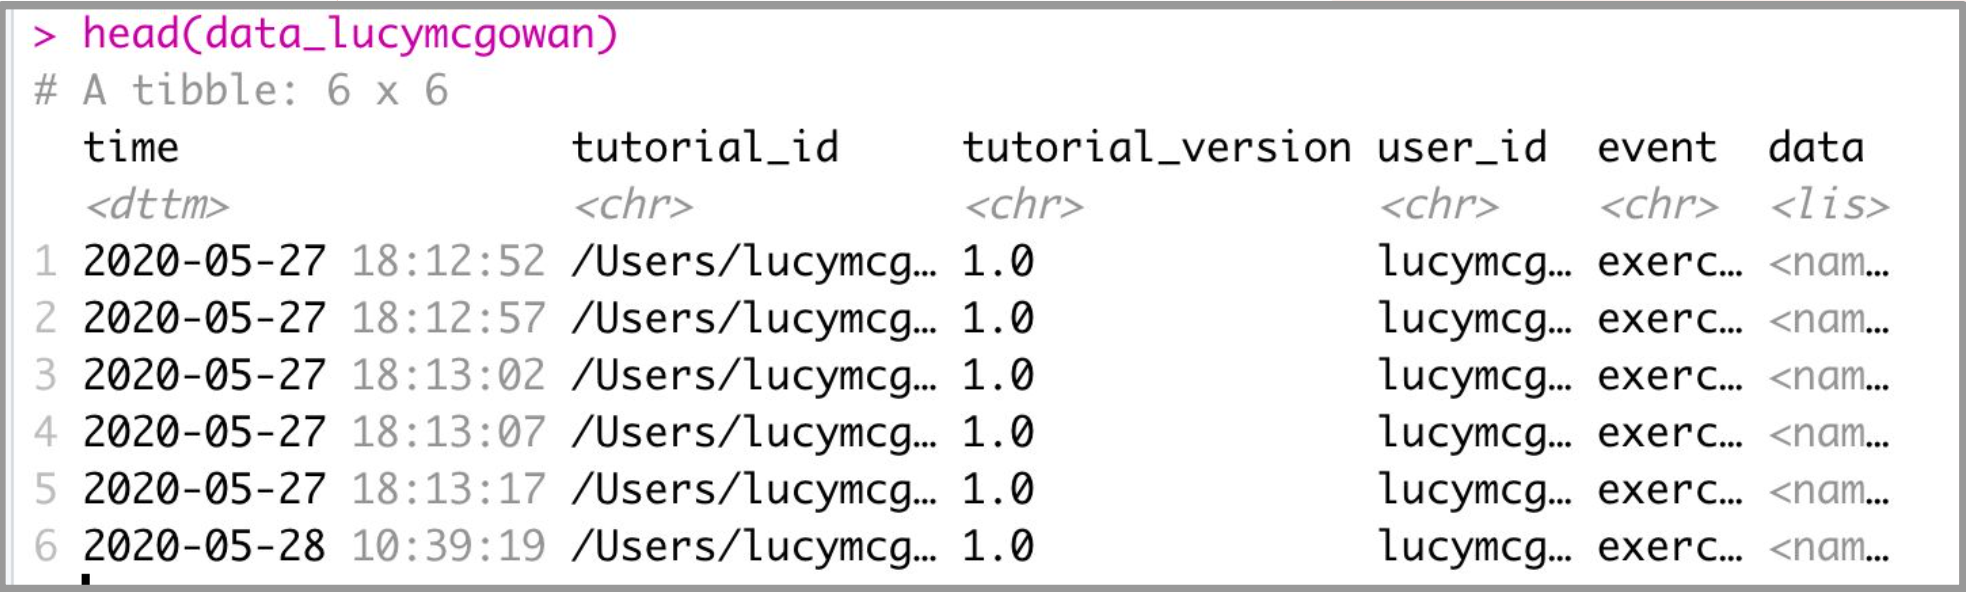 > head(data_lucymcgowan)
# A tibble: 6 x 6
time tutorial_id tutorial_version user_id event data
<dttm> <chr> <chr> <chr> <chr> <lis>
1 2020-05-27 18:12:52 /Users/lucymcg… 1.0 lucymcg… exerc… <nam…
2 2020-05-27 18:12:57 /Users/lucymcg… 1.0 lucymcg… exerc… <nam…
3 2020-05-27 18:13:02 /Users/lucymcg… 1.0 lucymcg… exerc… <nam…
4 2020-05-27 18:13:07 /Users/lucymcg… 1.0 lucymcg… exerc… <nam…
5 2020-05-27 18:13:17 /Users/lucymcg… 1.0 lucymcg… exerc… <nam…
6 2020-05-28 10:39:19 /Users/lucymcg… 1.0 lucymcg… exerc… <nam…